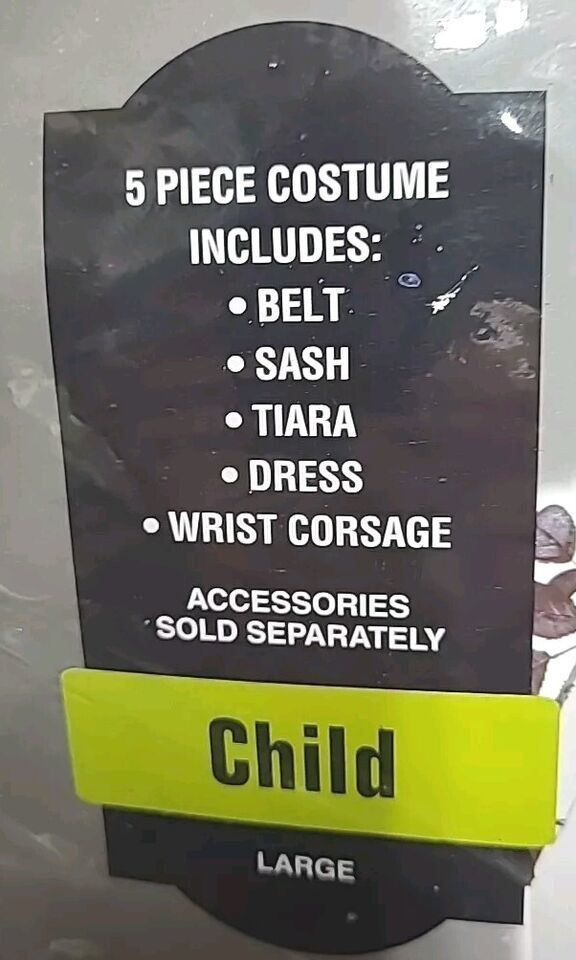 5 PIECE COSTUME
INCLUDES:
• BELT
• SASH
• TIARA
• DRESS
• WRIST CORSAGE
ACCESSORIES
SOLD SEPARATELY
Child
LARGE